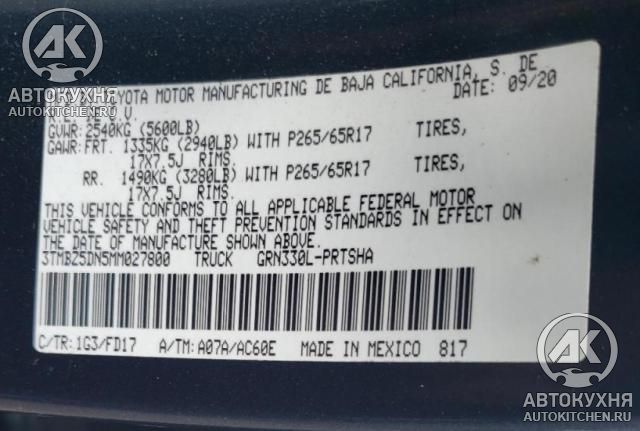 АВТОКУХНЯ
AUTOKITCHEN.RU
TOYOTA MOTOR MANUFACTURING DE BAJA CALIFORNIA, S. DE
DATE: 09/20
GVWR: 2540KG (5600LB)
GAWR: FRT. 1335KG (2940LB) WITH P265/65R17 TIRES,
17X7.5J RIMS.
RR. 1490KG (3280LB) WITH P265/65R17 TIRES,
17X7.5J RIMS.
THIS VEHICLE CONFORMS TO ALL APPLICABLE FEDERAL MOTOR
VEHICLE SAFETY AND THEFT PREVENTION STANDARDS IN EFFECT ON
THE DATE OF MANUFACTURE SHOWN ABOVE.
3TMBZ5DN5MM027800 TRUCK GRN330L-PRTSHA
C/TR: 1G3/FD17 A/TM: A07A/AC60E MADE IN MEXICO 817
AK
АВТОКУХНЯ
AUTOKITCHEN.RU